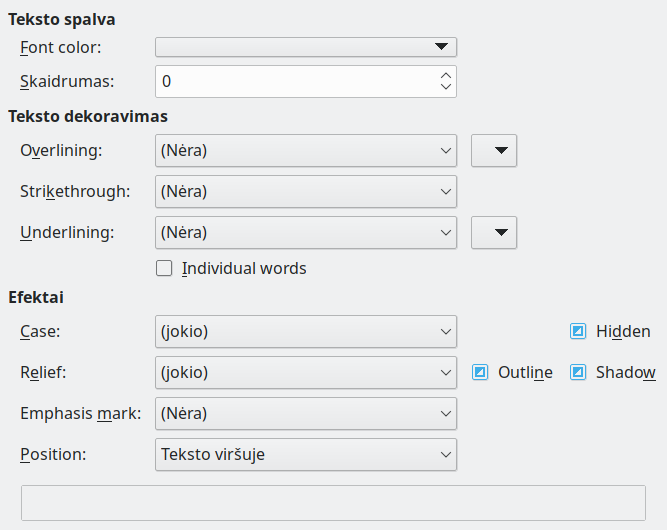 Teksto spalva
Font color:
Skaidrumas: 0
Teksto dekoravimas
Overlining: (Nėra)
Strikethrough: (Nėra)
Underlining: (Nėra)
Individual words
Efektai
Case: (jokio) Hidden
Relief: (jokio) Outline Shadow
Emphasis mark: (Nėra)
Position: Teksto viršuje